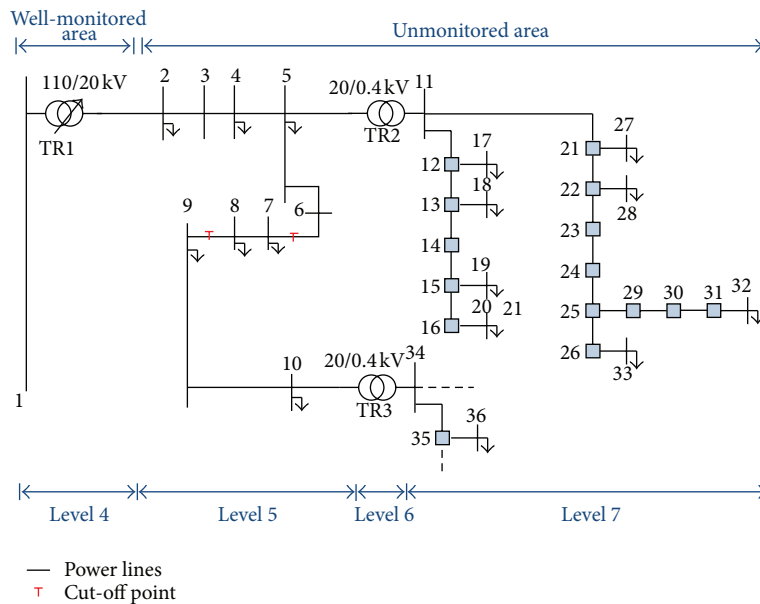 Well-monitored
area
Unmonitored area
110/20 kV
2
3
4
5
20/0.4 kV
11
TR1
TR2
17
27
12
21
18
22
13
28
9
8
7
6
14
23
19
24
15
32
29
30
31
20
21
25
16
20/0.4 kV
34
26
33
10
1
TR3
36
35
Level 4
Level 5
Level 6
Level 7
Power lines
Cut-off point